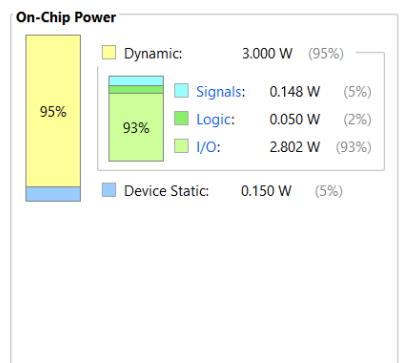 On-Chip Power
Dynamic: 3.000 W (95%)
95%
Signals: 0.148 W (5%)
Logic: 0.050 W (2%)
93%
I/O: 2.802 W (93%)
Device Static: 0.150 W (5%)